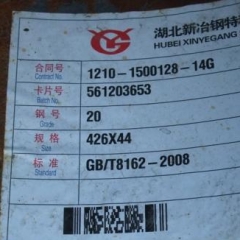 湖北新冶钢特
HUBEI XINYEGANG
合同号 1210-1500128-14G
Contract No.
卡片号 561203653
Batch No.
钢号 20
Grade
规格 426X44
Size
标准 GB/T8162-2008
Standard